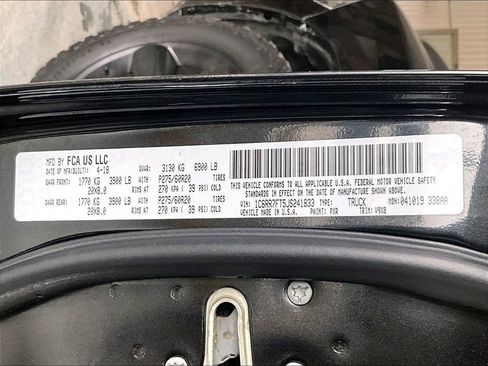 MFD BY FCA US LLC
DATE OF MFR(BUILT): 4-18 GVWR: 3130 KG 6900 LB
GAWR FRONT: 1770 KG 3900 LB WITH P275/60R20 TIRES
20X8.0 RIMS AT 270 KPA ( 39 PSI) COLD
GAWR REAR: 1770 KG 3900 LB WITH P275/60R20 TIRES
20X8.0 RIMS AT 270 KPA ( 39 PSI) COLD
THIS VEHICLE CONFORMS TO ALL APPLICABLE U.S.A. FEDERAL MOTOR VEHICLE SAFETY
STANDARDS IN EFFECT ON THE DATE OF MANUFACTURE SHOWN ABOVE.
VIN: 1C6RR7FT5JS241833 TYPE: TRUCK MDH: 041019 338AA
VEHICLE MADE IN U.S.A. PAINT: PXR TRIM: V9X8